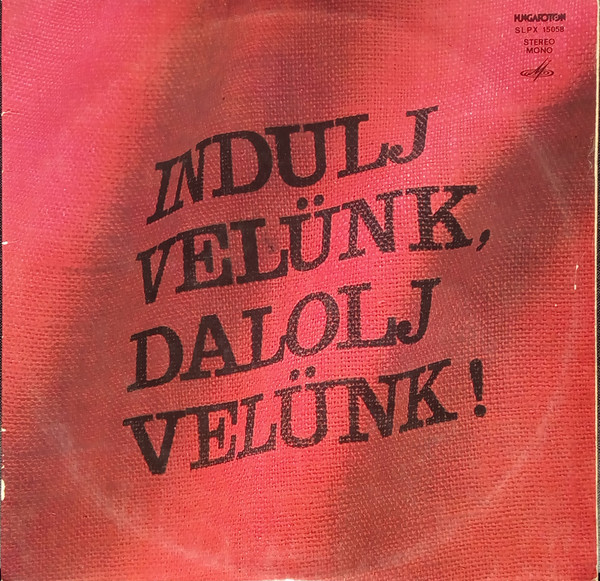 HUNGAROTON
SLPX 15058
STEREO
MONO
INDULJ
VELÜNK,
DALOLJ
VELÜNK!